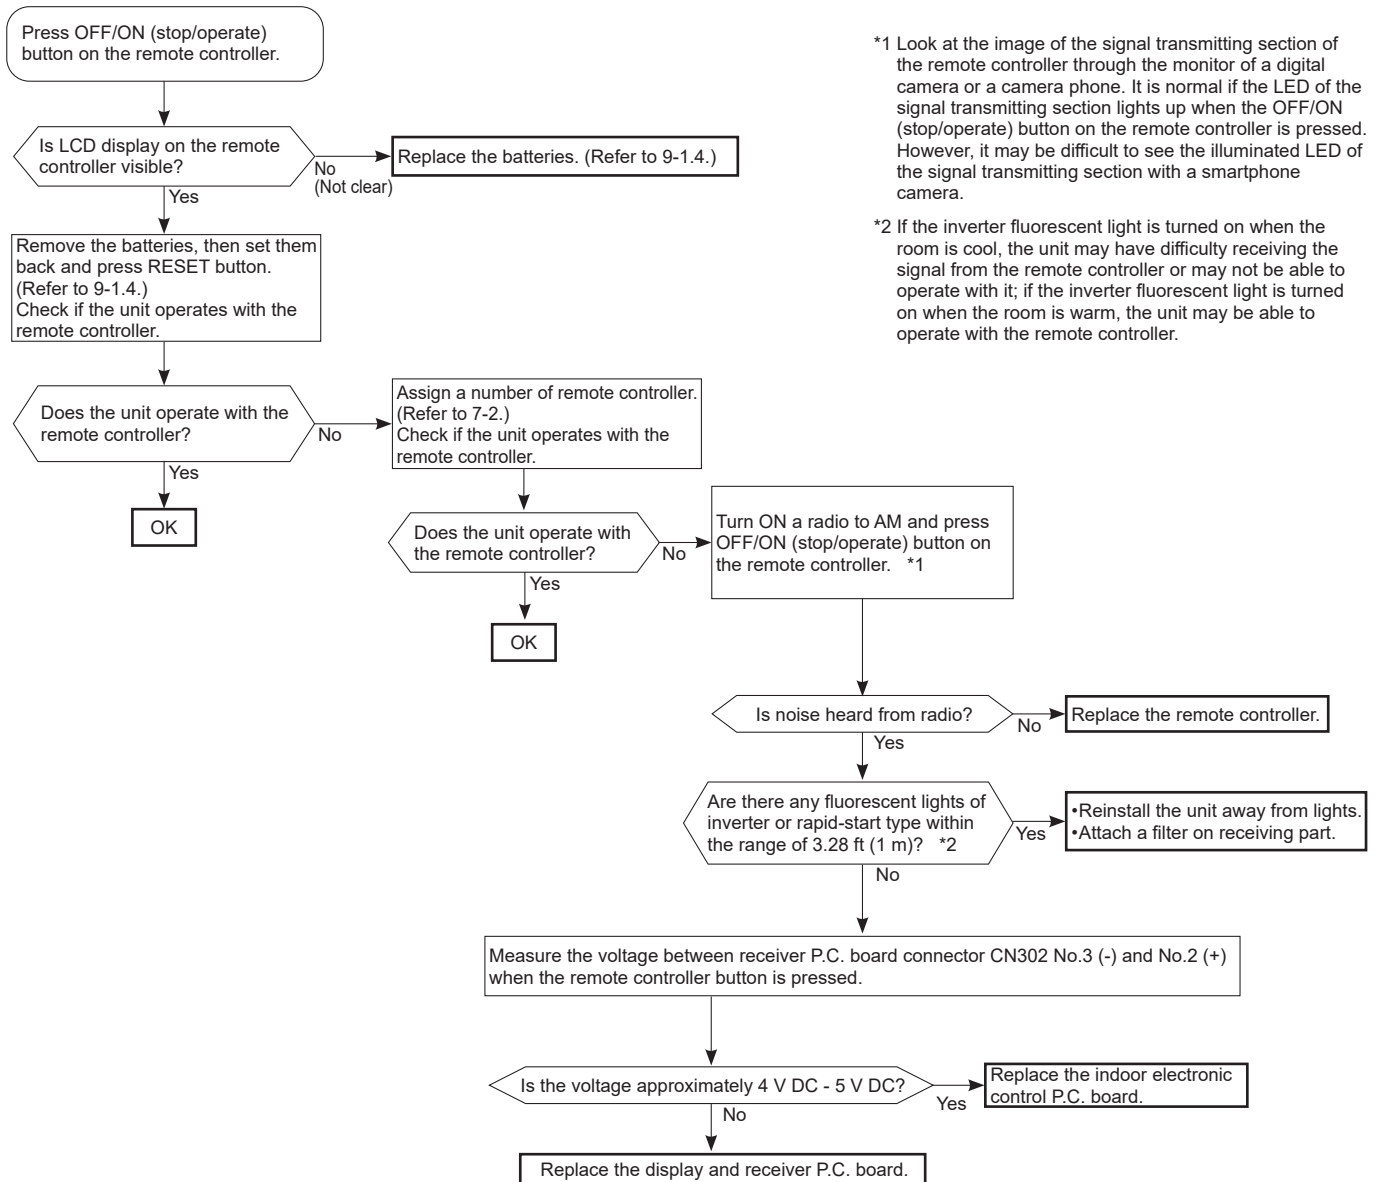 Press OFF/ON (stop/operate)
button on the remote controller.
Is LCD display on the remote
controller visible?
No
(Not clear)
Replace the batteries. (Refer to 9-1.4.)
Yes
Remove the batteries, then set them
back and press RESET button.
(Refer to 9-1.4.)
Check if the unit operates with the
remote controller.
Does the unit operate with the
remote controller?
No
Yes
OK
Assign a number of remote controller.
(Refer to 7-2.)
Check if the unit operates with the
remote controller.
Does the unit operate with
the remote controller?
No
Yes
OK
Turn ON a radio to AM and press
OFF/ON (stop/operate) button on
the remote controller. *1
Is noise heard from radio?
No
Replace the remote controller.
Yes
Are there any fluorescent lights of
inverter or rapid-start type within
the range of 3.28 ft (1 m)? *2
Yes
•Reinstall the unit away from lights.
•Attach a filter on receiving part.
No
Measure the voltage between receiver P.C. board connector CN302 No.3 (-) and No.2 (+)
when the remote controller button is pressed.
Is the voltage approximately 4 V DC - 5 V DC?
Yes
Replace the indoor electronic
control P.C. board.
No
Replace the display and receiver P.C. board.
*1 Look at the image of the signal transmitting section of
the remote controller through the monitor of a digital
camera or a camera phone. It is normal if the LED of the
signal transmitting section lights up when the OFF/ON
(stop/operate) button on the remote controller is pressed.
However, it may be difficult to see the illuminated LED of
the signal transmitting section with a smartphone
camera.
*2 If the inverter fluorescent light is turned on when the
room is cool, the unit may have difficulty receiving the
signal from the remote controller or may not be able to
operate with it; if the inverter fluorescent light is turned
on when the room is warm, the unit may be able to
operate with the remote controller.